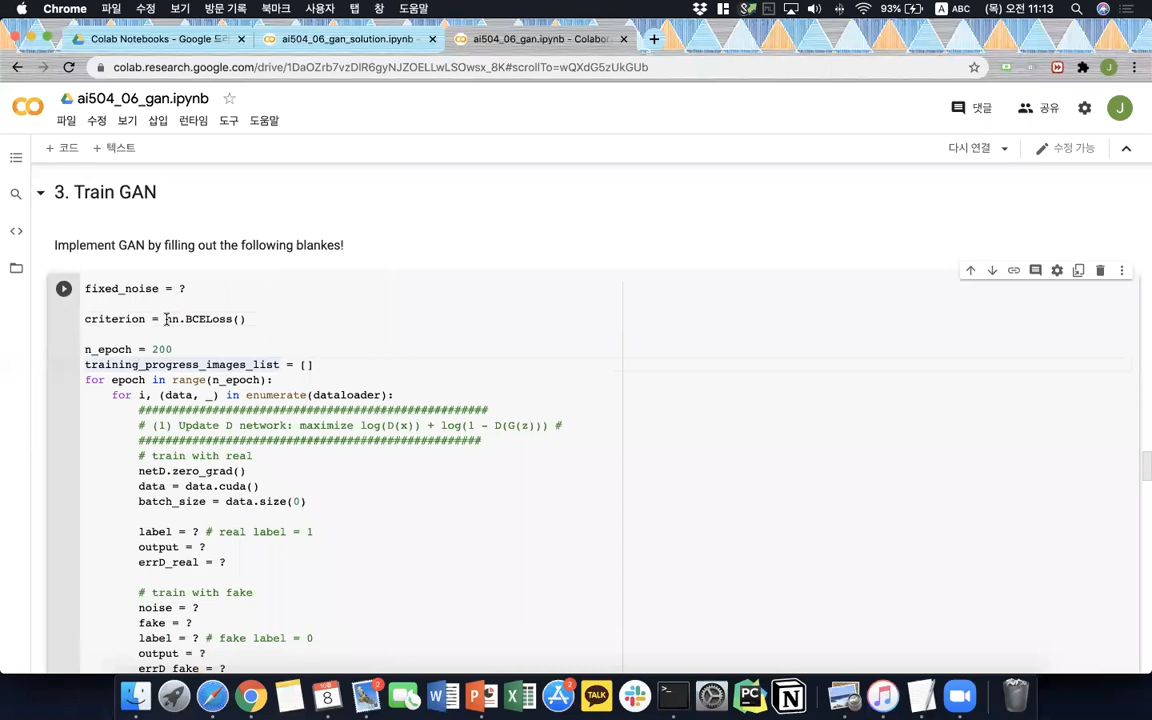 Chrome 파일 수정 보기 방문 기록 북마크 사용자 탭 창 도움말 93% A ABC (목) 오전 11:13
Colab Notebooks - Google 드 ai504_06_gan_solution.ipynb - ai504_06_gan.ipynb - Colabor
colab.research.google.com/drive/1DaOZrb7vzDlR6gyNJZOELLwLSOwsx_8K#scrollTo=wQXdG5zUkGUb J
ai504_06_gan.ipynb
댓글 공유 J
파일 수정 보기 삽입 런타임 도구 도움말
+ 코드 + 텍스트 다시 연결 수정 가능
3. Train GAN
Implement GAN by filling out the following blankes!
fixed_noise = ?
criterion = nn.BCELoss()
n_epoch = 200
training_progress_images_list = []
for epoch in range(n_epoch):
for i, (data, _) in enumerate(dataloader):
####################################################
# (1) Update D network: maximize log(D(x)) + log(1 - D(G(z))) #
###################################################
# train with real
netD.zero_grad()
data = data.cuda()
batch_size = data.size(0)
label = ? # real label = 1
output = ?
errD_real = ?
# train with fake
noise = ?
fake = ?
label = ? # fake label = 0
output = ?
errD_fake = ?
8
TALK